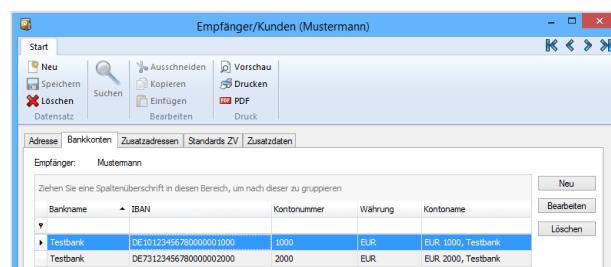 Empfänger/Kunden (Mustermann)
Start
Neu
Speichern
Löschen
Datensatz
Suchen
Ausschneiden
Kopieren
Einfügen
Bearbeiten
Vorschau
Drucken
PDF PDF
Druck
Adresse Bankkonten Zusatzadressen Standards ZV Zusatzdaten
Empfänger: Mustermann
Ziehen Sie eine Spaltenüberschrift in diesen Bereich, um nach dieser zu gruppieren
Neu
Bearbeiten
Löschen
Bankname IBAN Kontonummer Währung Kontoname
Testbank DE10123456780000001000 1000 EUR EUR 1000, Testbank
Testbank DE73123456780000002000 2000 EUR EUR 2000, Testbank